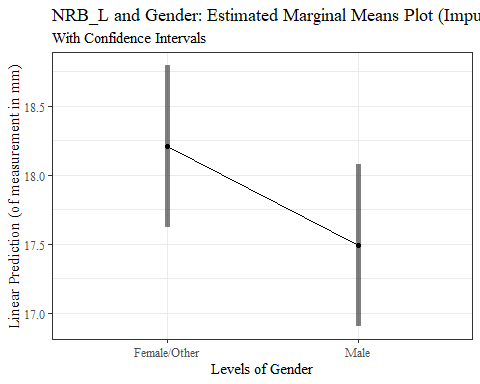 NRB_L and Gender: Estimated Marginal Means Plot (Impu
With Confidence Intervals
Linear Prediction (of measurement in mm)
18.5
18.0
17.5
17.0
Female/Other
Male
Levels of Gender